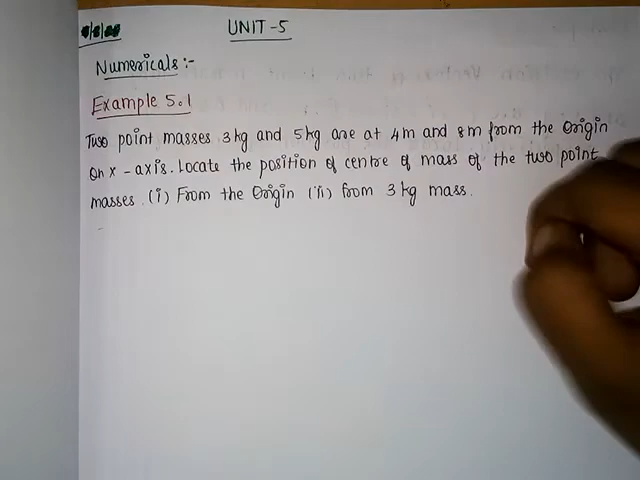 UNIT-5
Numericals:-
Example 5.1
Two point masses 3kg and 5kg are at 4m and 8m from the Origin
on x-axis. Locate the position of centre of mass of the two point
masses. (i) From the Origin (ii) from 3 kg mass.